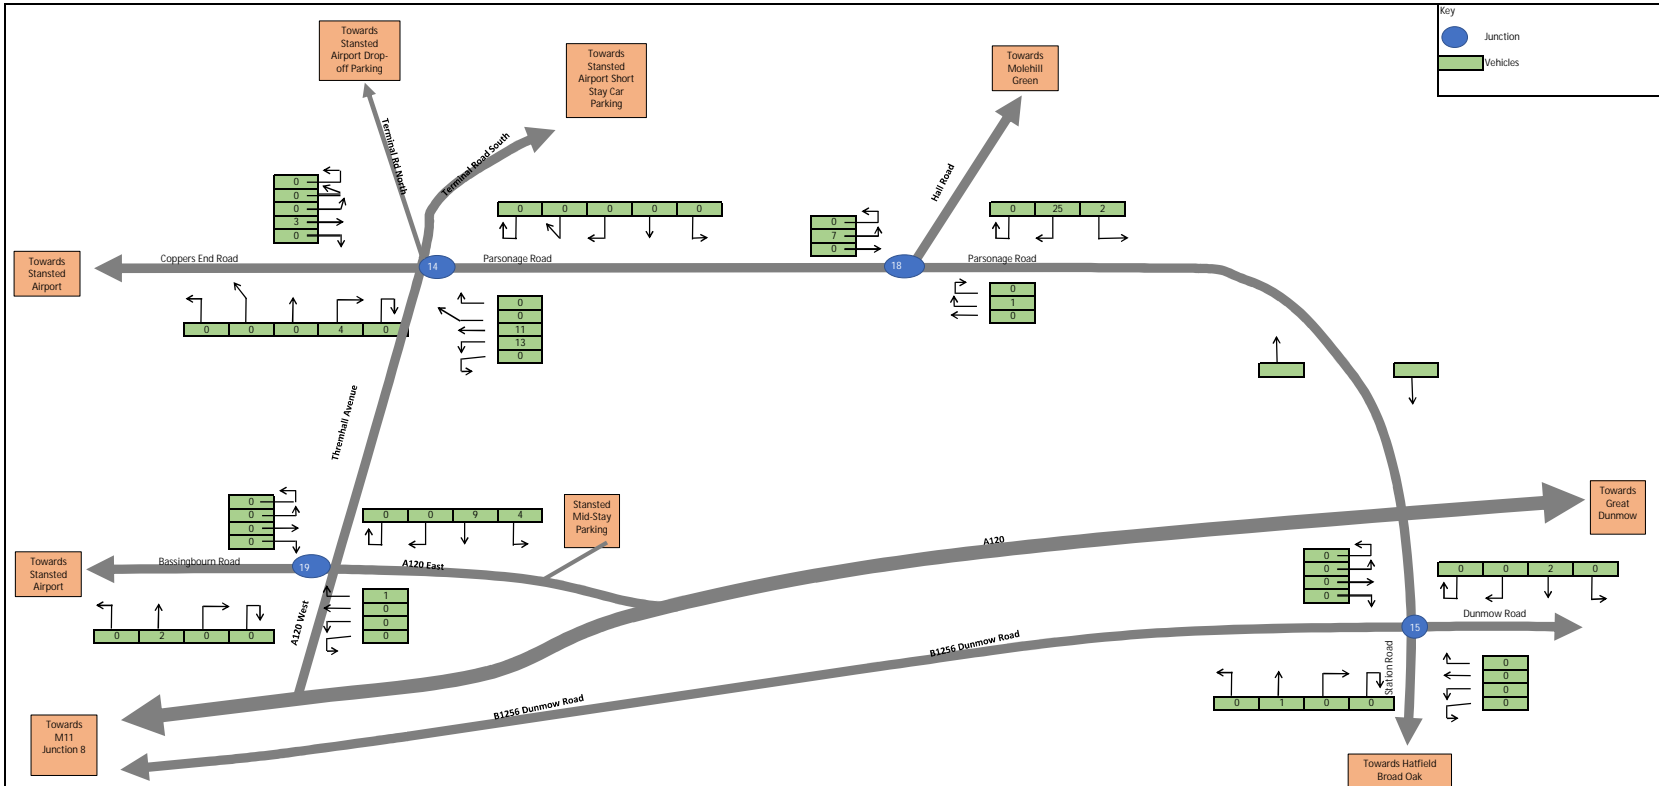 Key
Junction
Vehicles
Towards
Stansted
Airport Drop-
off Parking
Towards
Stansted
Airport Short
Stay Car
Parking
Towards
Molehill
Green
Terminal Rd North
Terminal Road South
Hall Road
0
0
0
3
0
0 0 0 0 0
0
7
0
0 25 2
Towards
Stansted
Airport
Coppers End Road
14
Parsonage Road
18
Parsonage Road
0 0 0 4 0
0
0
11
13
0
0
1
0
Thremhall Avenue
0
0
0
0
0 0 9 4
Stansted
Mid-Stay
Parking
Towards
Great
Dunmow
A120
Towards
Stansted
Airport
Bassingbourn Road
19
A120 East
0
0
0
0
0 0 2 0
0 2 0 0
A120 West
1
0
0
0
Dunmow Road
15
B1256 Dunmow Road
Station Road
0 1 0 0
0
0
0
0
B1256 Dunmow Road
Towards
M11
Junction 8
Towards Hatfield
Broad Oak